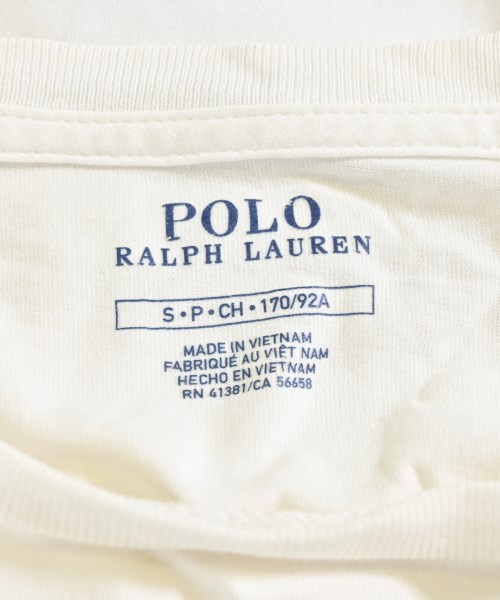 POLO
RALPH LAUREN
S • P • CH • 170/92A
MADE IN VIETNAM
FABRIQUÉ AU VIÊT NAM
HECHO EN VIETNAM
RN 41381/CA 56658